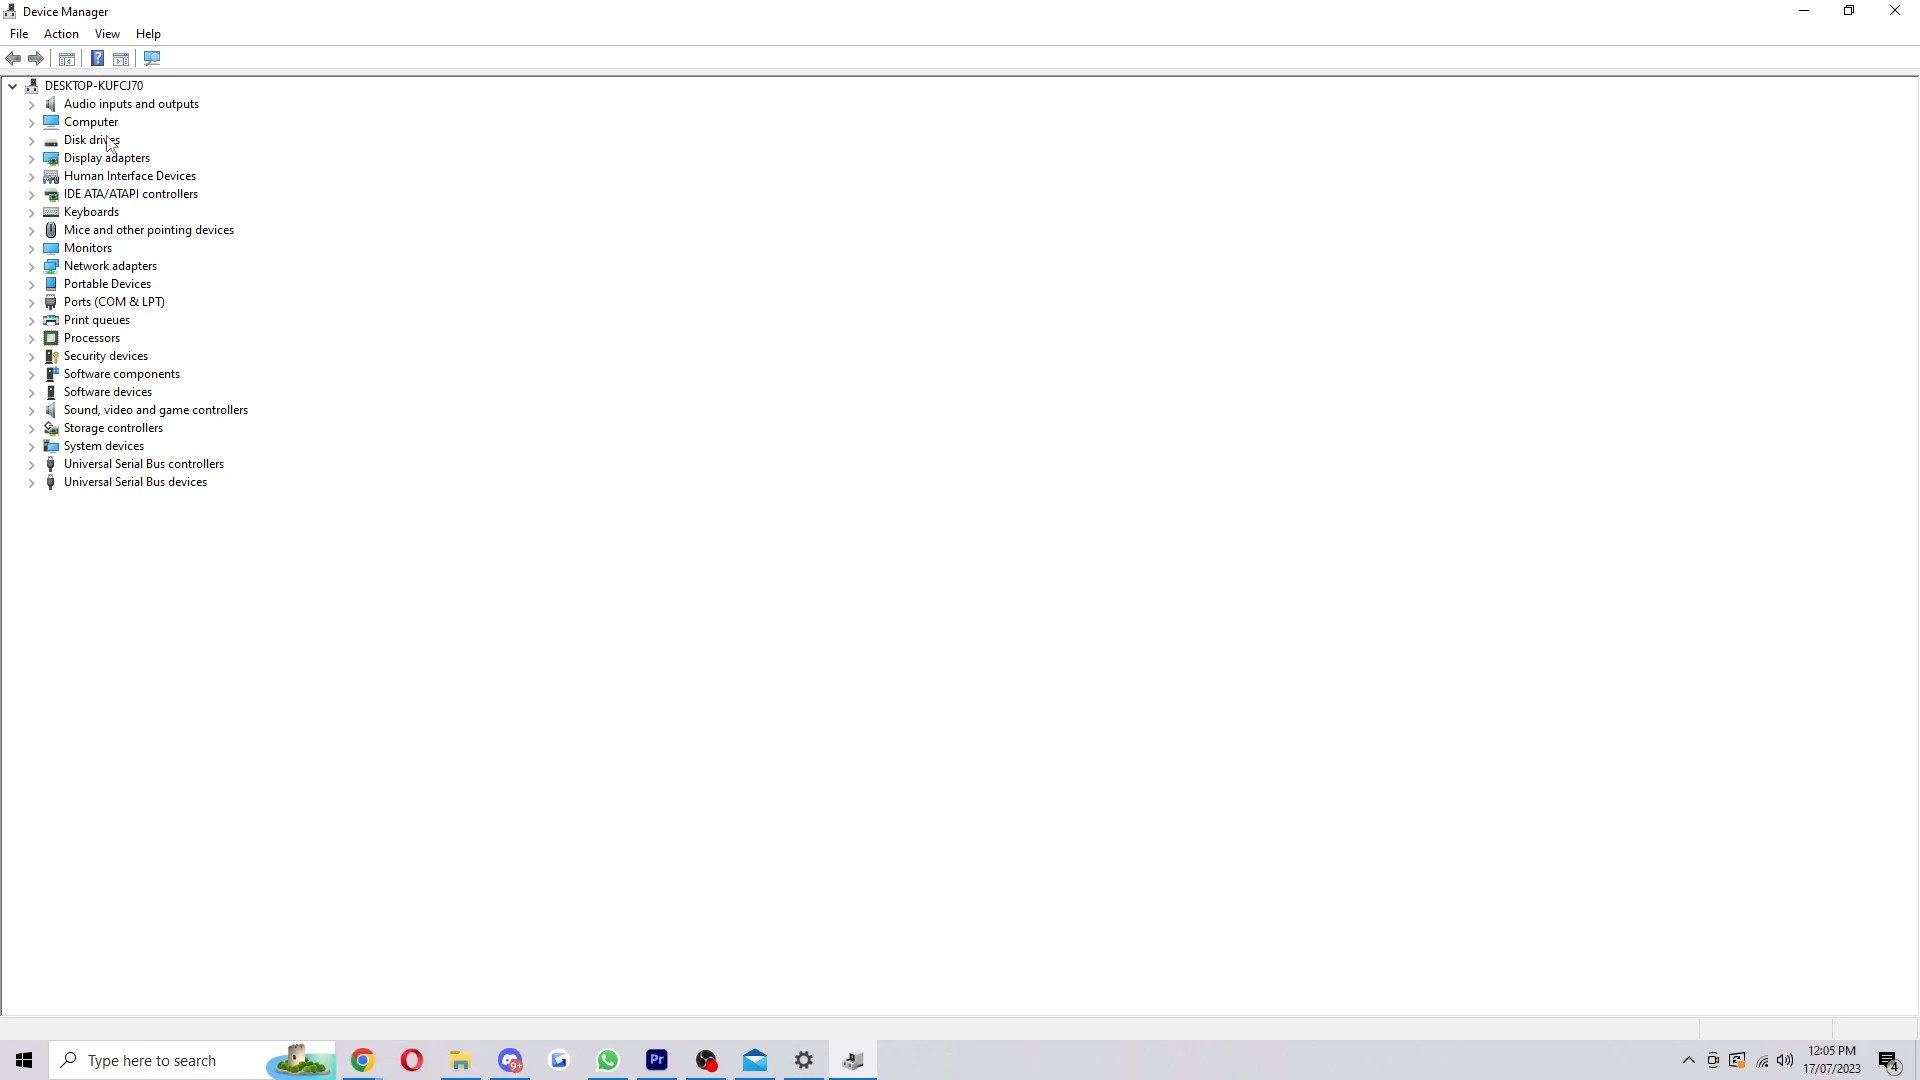 Device Manager
File Action View Help
DESKTOP-KUFCJ70
Audio inputs and outputs
Computer
Disk drives
Display adapters
Human Interface Devices
IDE ATA/ATAPI controllers
Keyboards
Mice and other pointing devices
Monitors
Network adapters
Portable Devices
Ports (COM & LPT)
Print queues
Processors
Security devices
Software components
Software devices
Sound, video and game controllers
Storage controllers
System devices
Universal Serial Bus controllers
Universal Serial Bus devices
Type here to search
9+
Pr
12:05 PM
17/07/2023
4